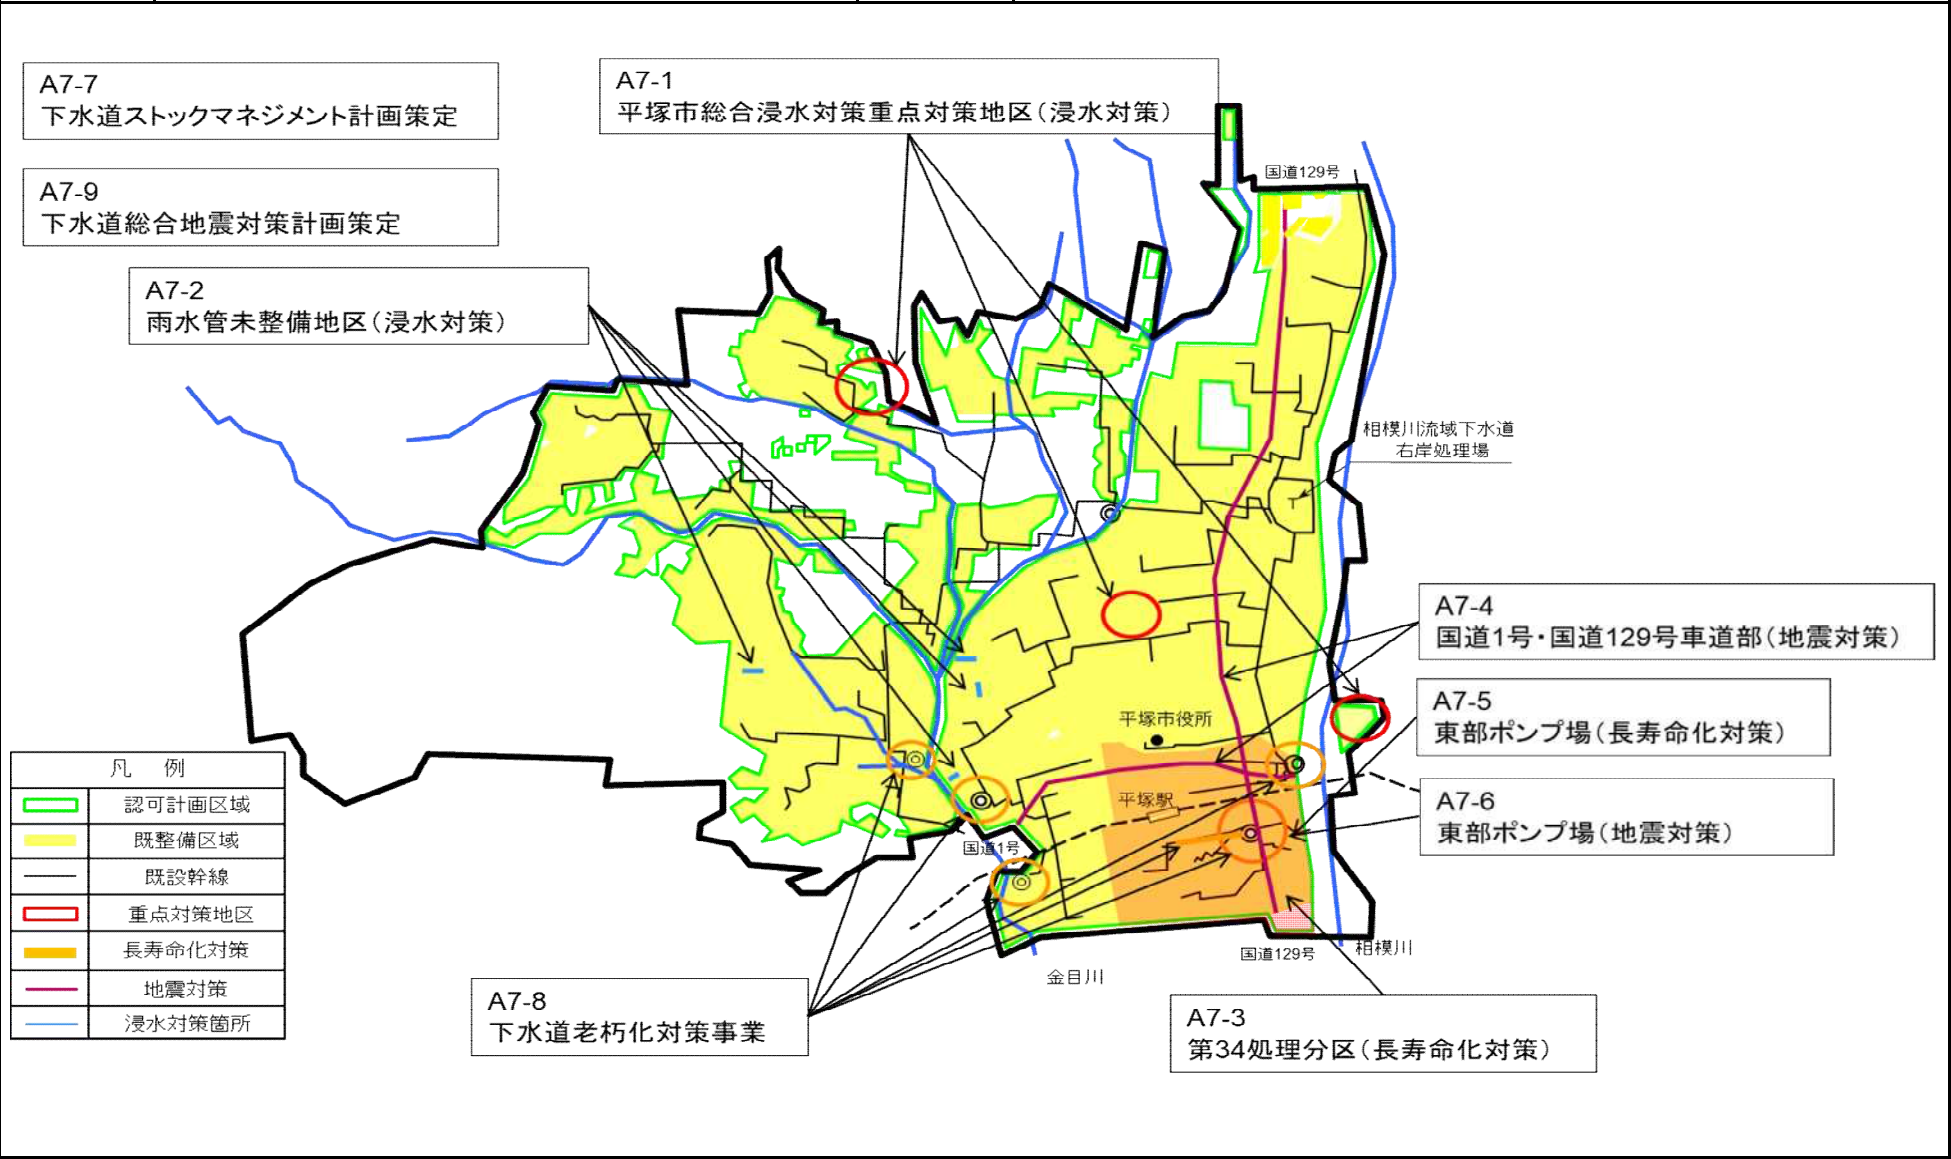 A7-7
下水道ストックマネジメント計画策定
A7-1
平塚市総合浸水対策重点対策地区（浸水対策）
国道129号
A7-9
下水道総合地震対策計画策定
A7-2
雨水管未整備地区（浸水対策）
相模川流域下水道
右岸処理場
A7-4
国道1号・国道129号車道部（地震対策）
A7-5
東部ポンプ場（長寿命化対策）
平塚市役所
A7-6
東部ポンプ場（地震対策）
平塚駅
凡 例
認可計画区域
既整備区域
既設幹線
重点対策地区
長寿命化対策
地震対策
浸水対策箇所
国道1号
国道129号
相模川
金目川
A7-8
下水道老朽化対策事業
A7-3
第34処理分区（長寿命化対策）